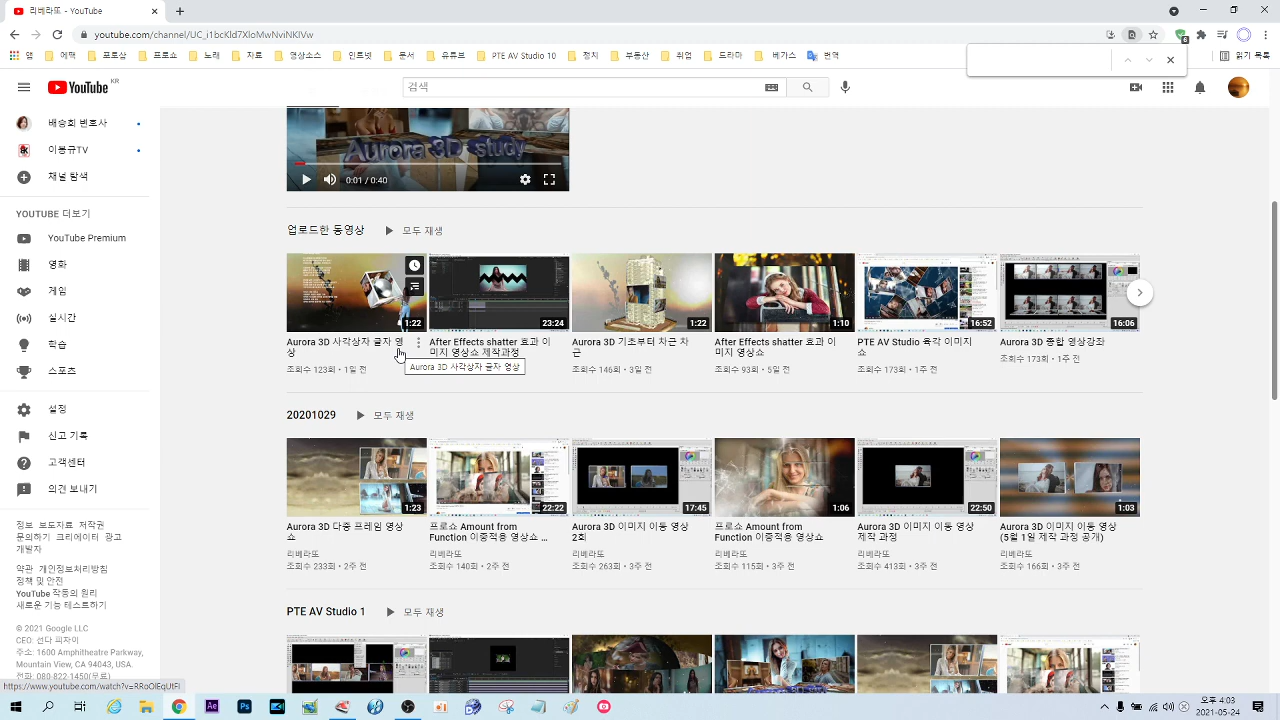 리베라또 - YouTube
youtube.com/channel/UC_i1bcKld7XloMwNviNKIVw
앱 어택 프로샵 프로쇼 노래 자료 영상소스 인트넷 문서 유튜브 PTE AV Studio 10 정치 부동산 취업 드라마 베가스 번역 읽기 목록
YouTube KR
검색
배승희 변호사
이봉규TV
채널 탐색
YOUTUBE 더보기
YouTube Premium
영화
게임
실시간
학습
스포츠
설정
신고 기록
고객센터
의견 보내기
정보 보도자료 저작권
문의하기 크리에이터 광고
개발자
약관 개인정보처리방침
정책 및 안전
YouTube 작동의 원리
새로운 기능 테스트하기
© 2021 Google LLC
CEO: 선다 피차이
주소: 1600 Amphitheatre Parkway,
Mountain View, CA 94043, USA.
Aurora 3D study
0:01 / 0:40
업로드한 동영상 모두 재생
1:22 23:24 1:22 1:10 16:52 16:06
Aurora 3D 사각상자 글자 영상
조회수 123회 • 1일 전
Aurora 3D 사각상자 글자 영상
After Effects shatter 효과 이미지 영상쇼 제작과정
Aurora 3D 기초부터 차근 차근
조회수 146회 • 3일 전
After Effects shatter 효과 이미지 영상쇼
조회수 93회 • 5일 전
PTE AV Studio 육각 이미지쇼
조회수 173회 • 1주 전
Aurora 3D 종합 영상강좌
조회수 173회 • 1주 전
20201029 모두 재생
1:23 22:22 17:45 1:06 22:50 1:03
Aurora 3D 다중 프레임 영상쇼
리베라또
조회수 233회 • 2주 전
프로쇼 Amount from Function 이중적용 영상쇼 ...
리베라또
조회수 140회 • 2주 전
Aurora 3D 이미지 이동 영상 2회
리베라또
조회수 263회 • 3주 전
프로쇼 Amount from Function 이중적용 영상쇼
리베라또
조회수 115회 • 3주 전
Aurora 3D 이미지 이동 영상 제작 과정
리베라또
조회수 413회 • 3주 전
Aurora 3D 이미지 이동 영상 (5월 1일 제작 과정 공개)
리베라또
조회수 166회 • 3주 전
PTE AV Studio 1 모두 재생
오후 4:03
2021-05-24